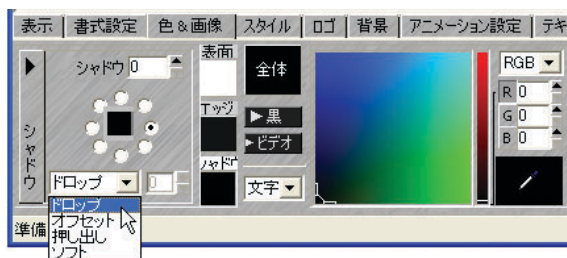 表示 書式設定 色&画像 スタイル ロゴ 背景 アニメーション設定 テキ
シャドウ 0
表面
全体
RGB
R 0
G 0
B 0
エッジ
▶黒
▶ビデオ
シャドウ
シャドウ
ドロップ 0
文字
ドロップ
オフセット
押し出し
ソフト
準備